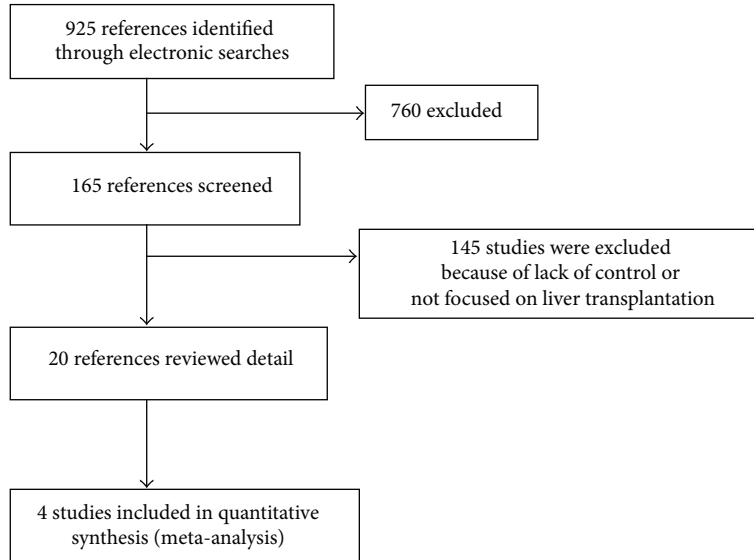 925 references identified
through electronic searches
760 excluded
165 references screened
145 studies were excluded
because of lack of control or
not focused on liver transplantation
20 references reviewed detail
4 studies included in quantitative
synthesis (meta-analysis)